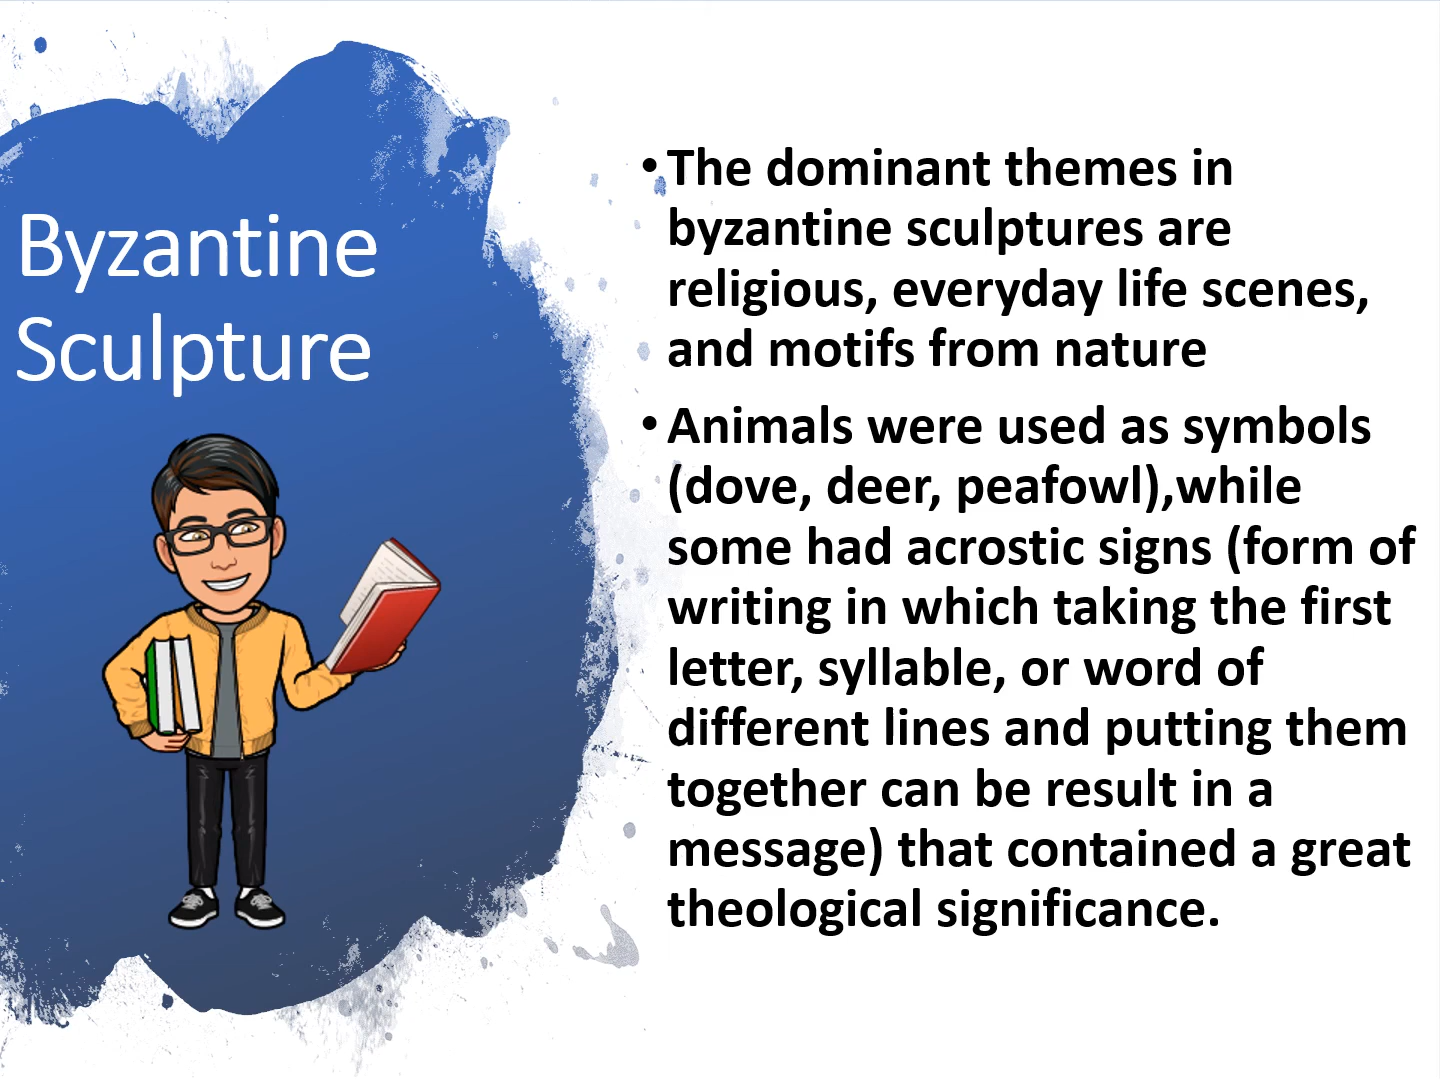 Byzantine
Sculpture
•The dominant themes in
byzantine sculptures are
religious, everyday life scenes,
and motifs from nature
•Animals were used as symbols
(dove, deer, peafowl),while
some had acrostic signs (form of
writing in which taking the first
letter, syllable, or word of
different lines and putting them
together can be result in a
message) that contained a great
theological significance.